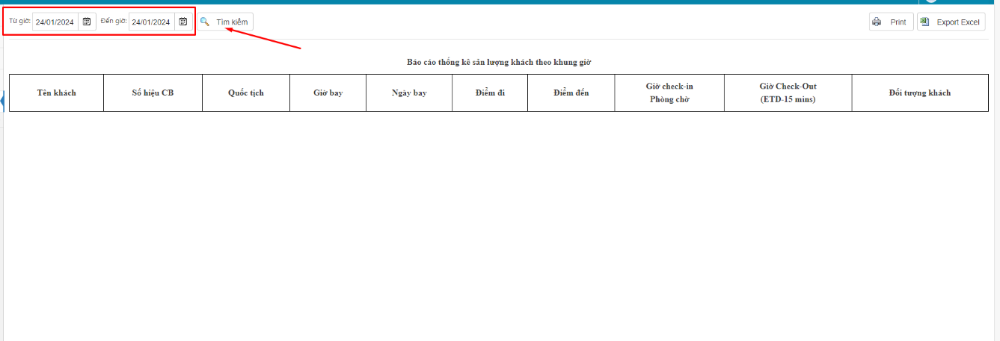 Từ giờ: 24/01/2024 Đến giờ: 24/01/2024 Tìm kiếm Print Export Excel
Báo cáo thống kê sản lượng khách theo khung giờ
Tên khách Số hiệu CB Quốc tịch Giờ bay Ngày bay Điểm đi Điểm đến Giờ check-in Phòng chờ Giờ Check-Out (ETD-15 mins) Đối tượng khách